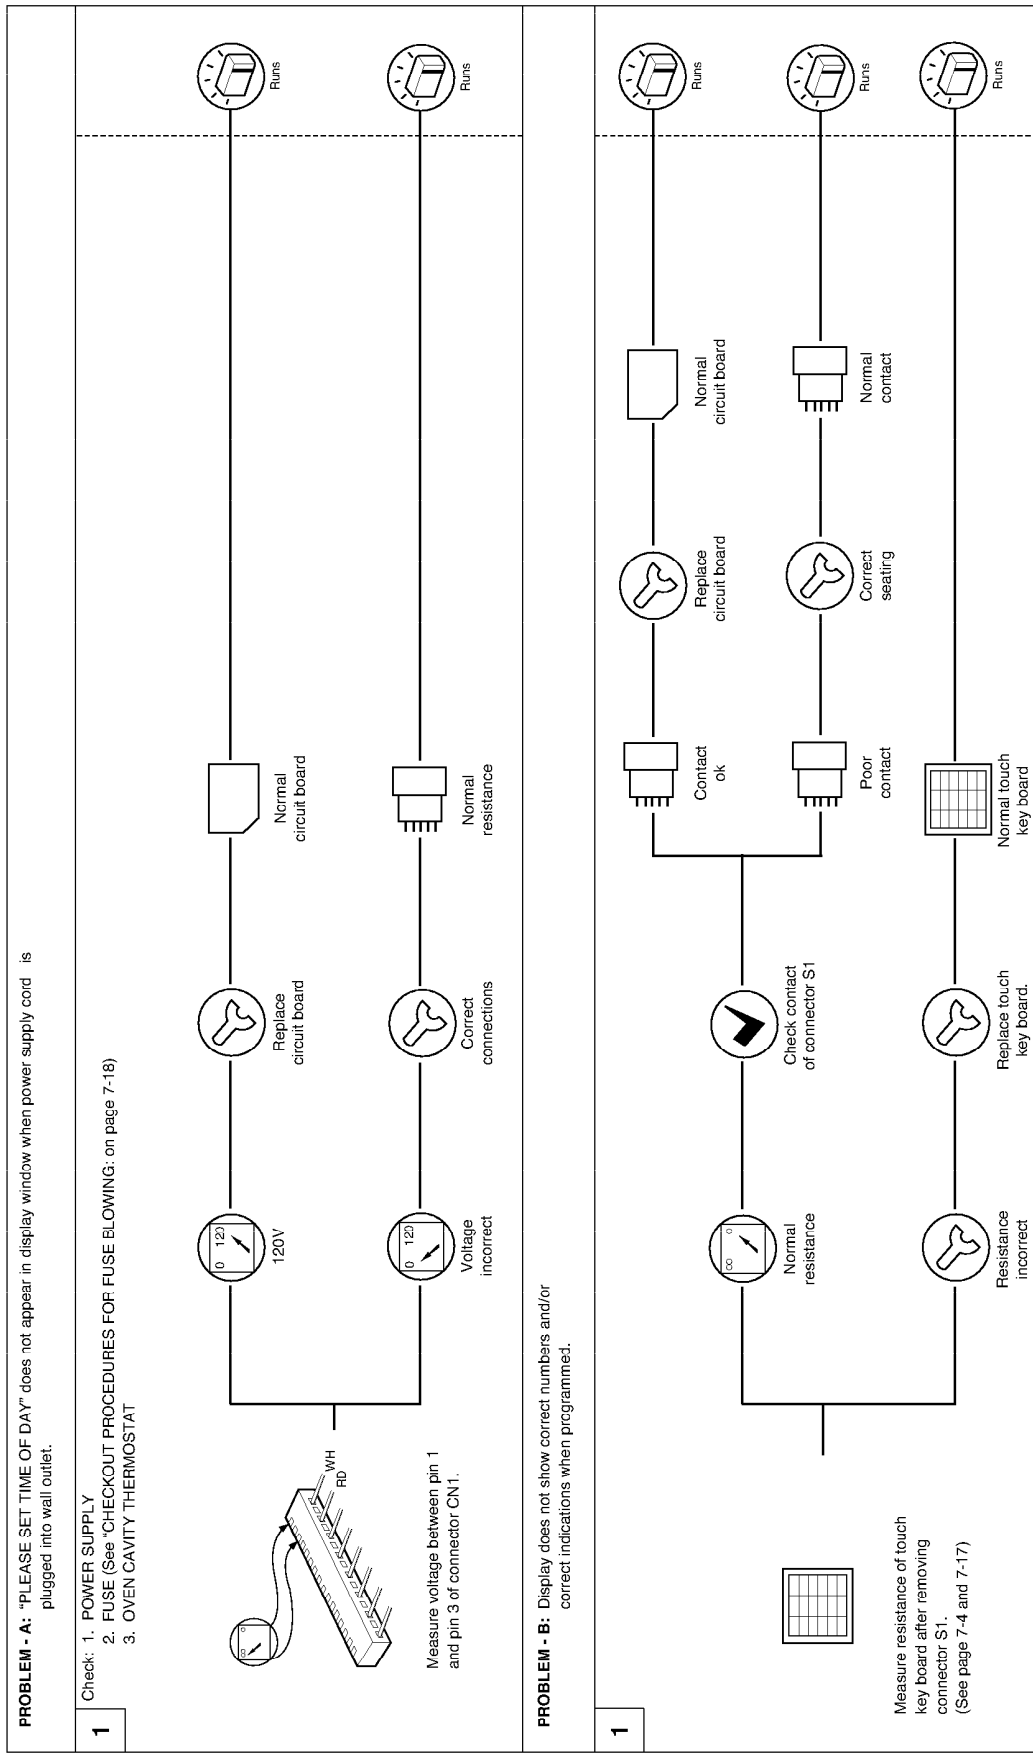 PROBLEM - A: "PLEASE SET TIME OF DAY" does not appear in display window when power supply cord is
plugged into wall outlet.
1
Check: 1. POWER SUPPLY
2. FUSE (See "CHECKOUT PROCEDURES FOR FUSE BLOWING: on page 7-18)
3. OVEN CAVITY THERMOSTAT
∞ 0
WH
RD
Measure voltage between pin 1
and pin 3 of connector CN1.
0 120
120V
Replace
circuit board
Normal
circuit board
Runs
0 120
Voltage
incorrect
Correct
connections
Normal
resistance
Runs
PROBLEM - B: Display does not show correct numbers and/or
correct indications when programmed.
1
Measure resistance of touch
key board after removing
connector S1.
(See page 7-4 and 7-17)
∞ 0
Normal
resistance
Check contact
of connector S1
Contact
ok
Replace
circuit board
Normal
circuit board
Runs
Poor
contact
Correct
seating
Normal
contact
Runs
Resistance
incorrect
Replace touch
key board.
Normal touch
key board
Runs